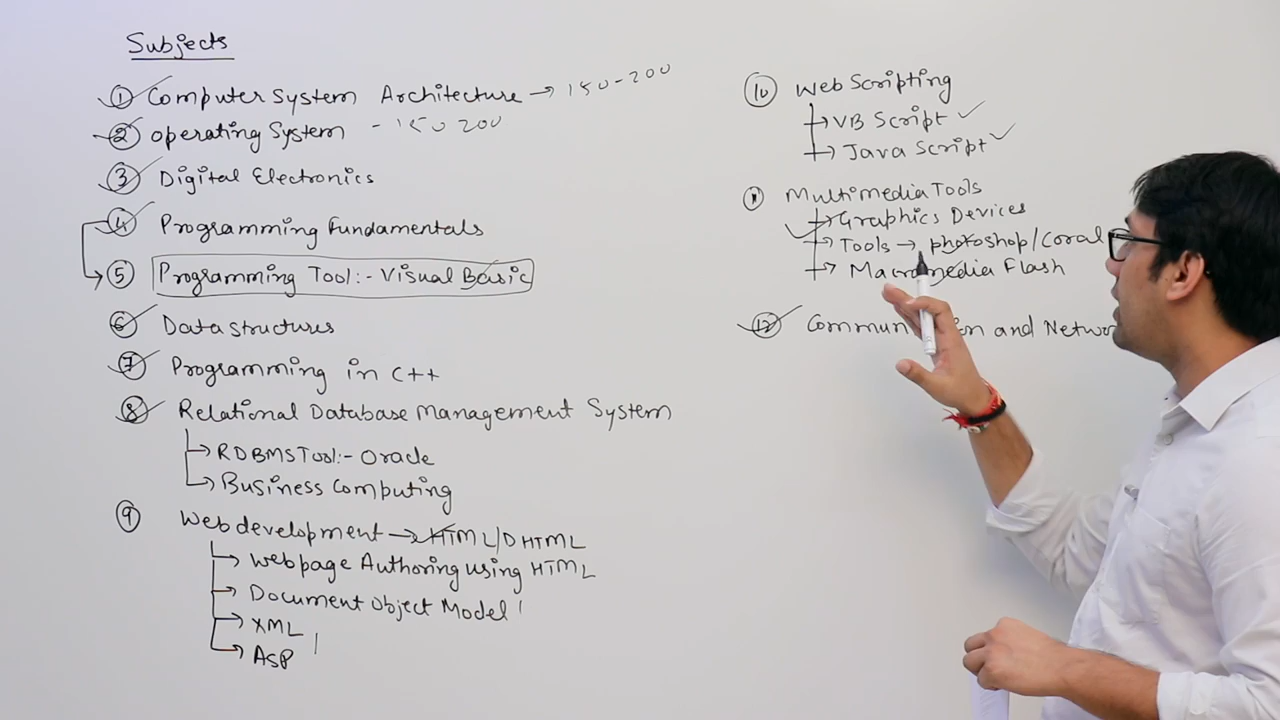 Subjects
① Computer System Architecture → 150-200
② Operating System - 150 200
③ Digital Electronics
④ Programming Fundamentals
⑤ Programming Tool:- Visual Basic
⑥ Data structures
⑦ Programming in C++
⑧ Relational Database Management System
→ RDBMS Tool:- Oracle
→ Business Computing
⑨ Web development → HTML/DHTML
→ Webpage Authoring using HTML
→ Document Object Model
→ XML
→ ASP
⑩ Web Scripting
→ VB Script ✓
→ Java Script ✓
⑪ Multimedia Tools
→ Graphics Devices
→ Tools → photoshop/Coral
→ Macromedia Flash
⑫ and